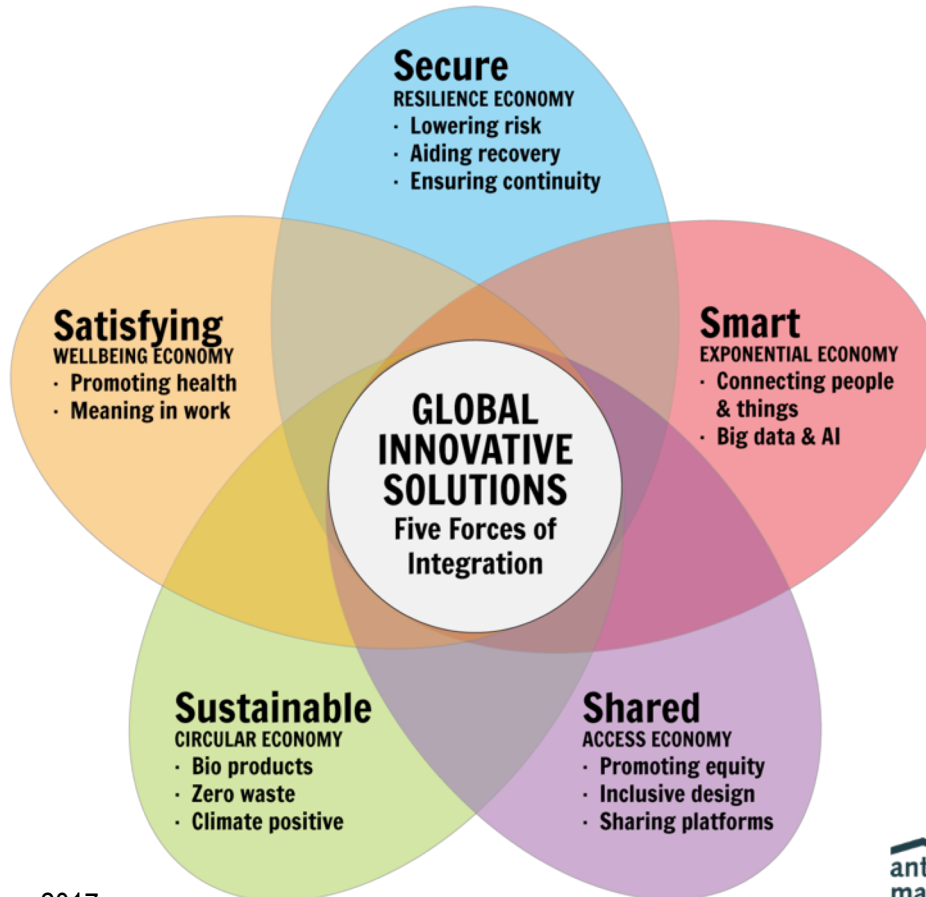 Secure
RESILIENCE ECONOMY
· Lowering risk
· Aiding recovery
· Ensuring continuity
Satisfying
WELLBEING ECONOMY
· Promoting health
· Meaning in work
Smart
EXPONENTIAL ECONOMY
· Connecting people
& things
· Big data & AI
GLOBAL
INNOVATIVE
SOLUTIONS
Five Forces of
Integration
Sustainable
CIRCULAR ECONOMY
· Bio products
· Zero waste
· Climate positive
Shared
ACCESS ECONOMY
· Promoting equity
· Inclusive design
· Sharing platforms